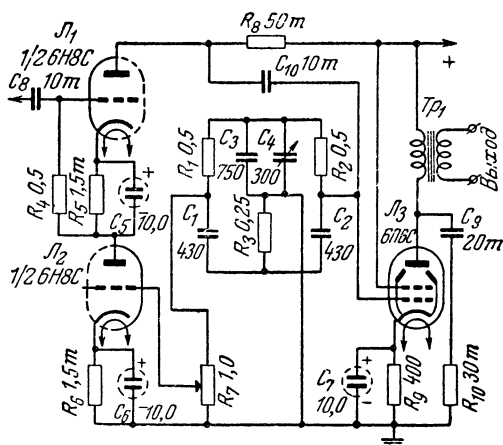 Л₁
1/2 6Н8С
C₈ 10т
R₈ 50т
+
C₁₀ 10т
R₄ 0,5
R₅ 1,5т
C₅
+
10,0
R₁ 0,5
C₃
750
C₄
300
R₂ 0,5
Тр₁
Выход
C₁
430
R₃ 0,25
C₂
430
Л₂
1/2 6Н8С
Л₃
6П6С
C₉
20т
R₆ 1,5т
+
C₆
10,0
R₇ 1,0
C₇
+
10,0
−
R₉ 400
R₁₀ 30т